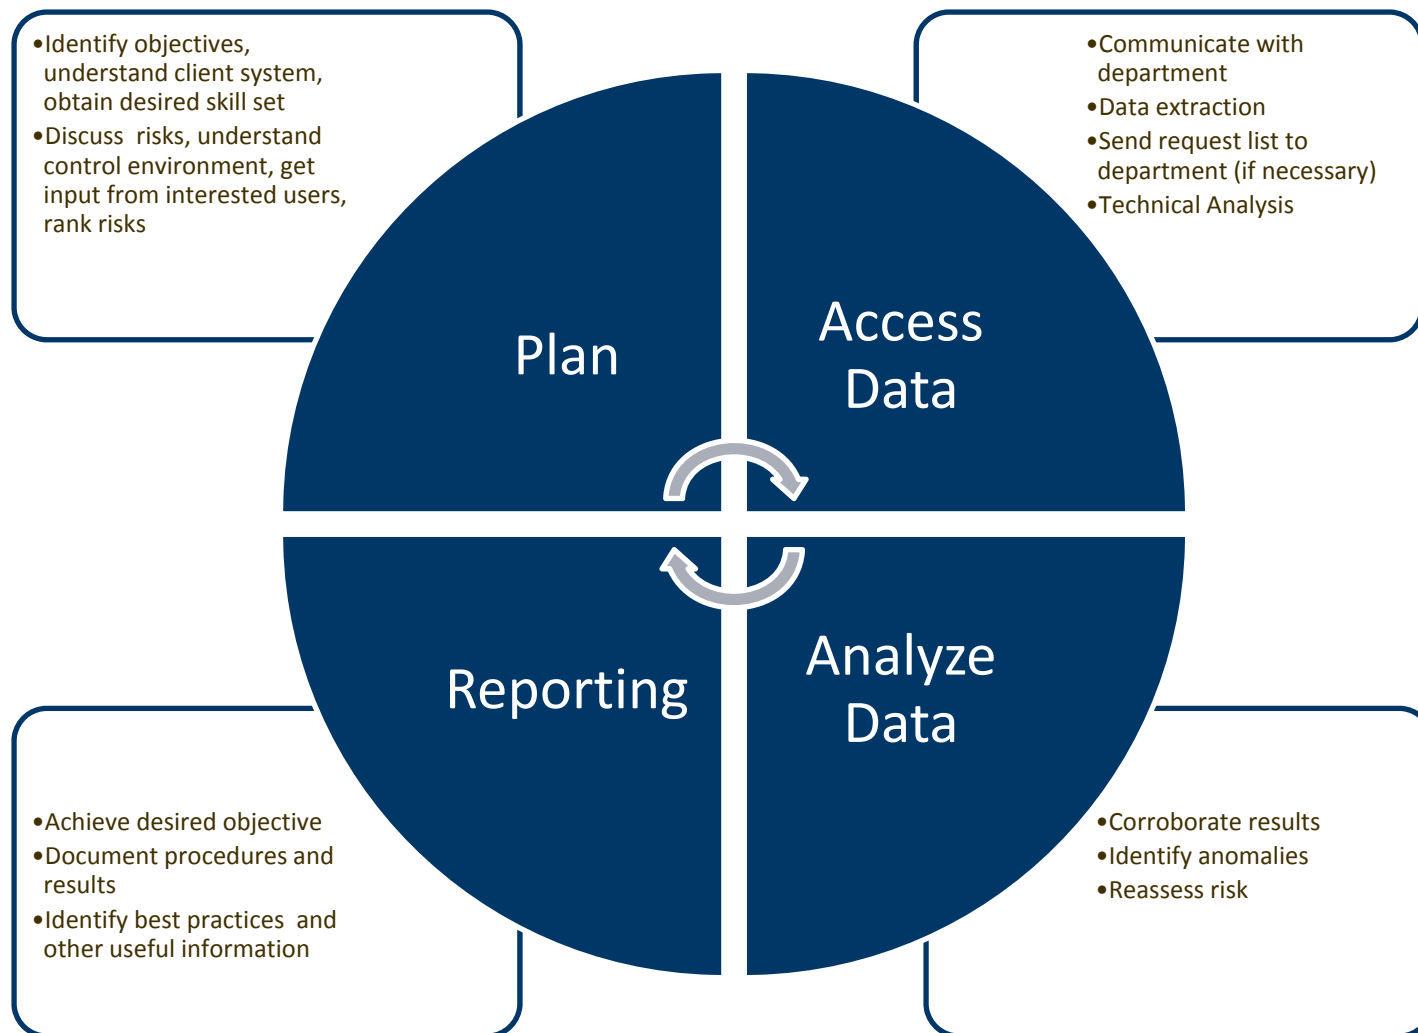 •Identify objectives,
understand client system,
obtain desired skill set
•Discuss  risks, understand
control environment, get
input from interested users,
rank risks
•Communicate with
department
•Data extraction
•Send request list to
department (if necessary)
•Technical Analysis
Plan
Access
Data
Reporting
Analyze
Data
•Achieve desired objective
•Document procedures and
results
•Identify best practices  and
other useful information
•Corroborate results
•Identify anomalies
•Reassess risk